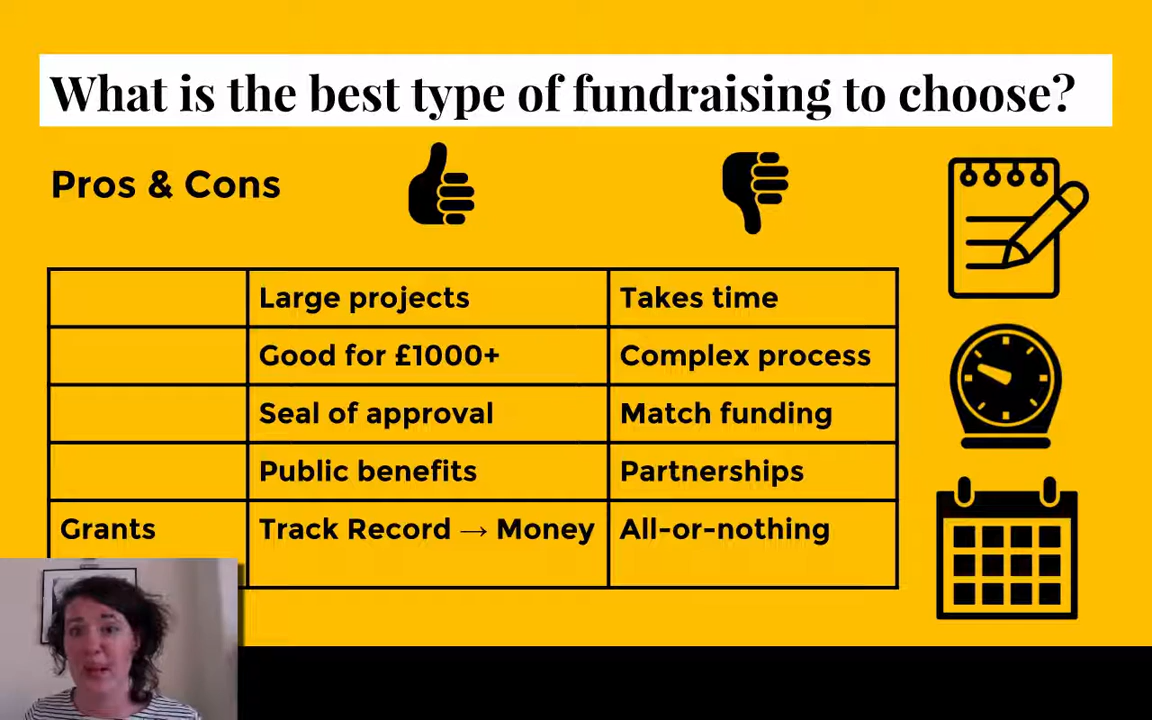 What is the best type of fundraising to choose?
Pros & Cons
Large projects Takes time
Good for £1000+ Complex process
Seal of approval Match funding
Public benefits Partnerships
Grants Track Record → Money All-or-nothing